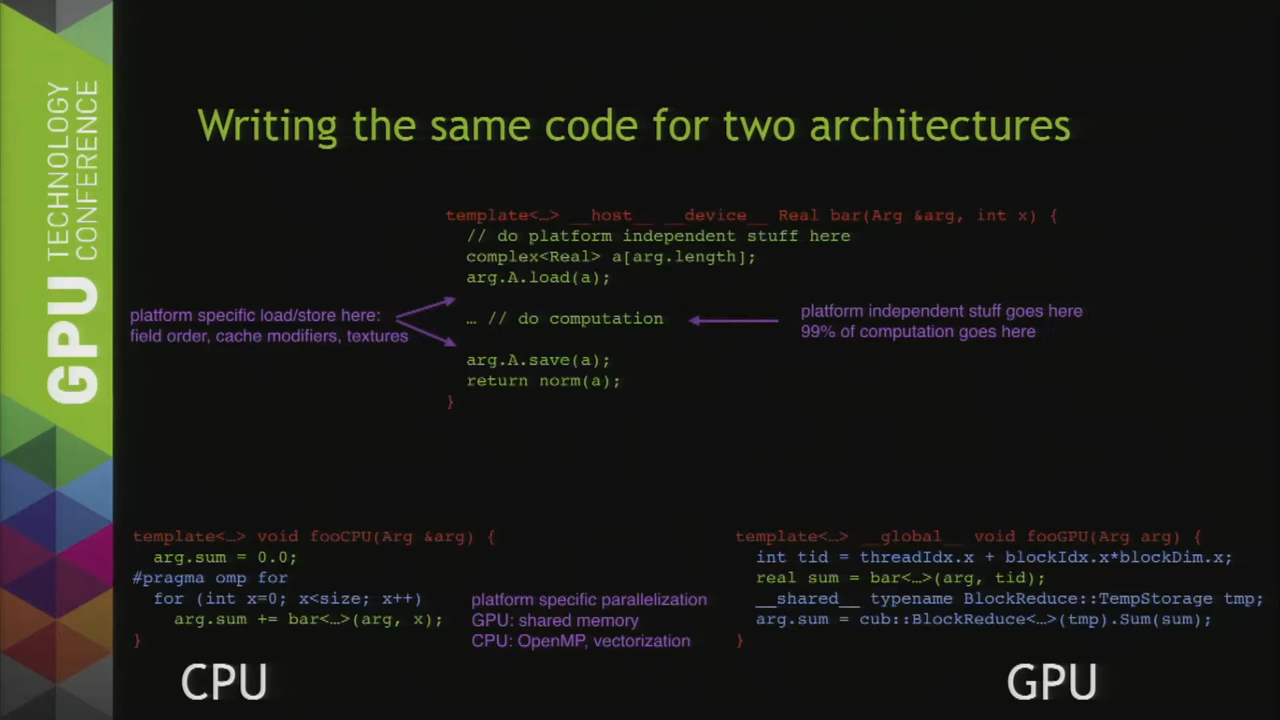 GPU TECHNOLOGY CONFERENCE
Writing the same code for two architectures
template<…> __host__ __device__ Real bar(Arg &arg, int x) {
// do platform independent stuff here
complex<Real> a[arg.length];
arg.A.load(a);
… // do computation
arg.A.save(a);
return norm(a);
}
platform specific load/store here:
field order, cache modifiers, textures
platform independent stuff goes here
99% of computation goes here
template<…> void fooCPU(Arg &arg) {
arg.sum = 0.0;
#pragma omp for
for (int x=0; x<size; x++)
arg.sum += bar<…>(arg, x);
}
CPU
platform specific parallelization
GPU: shared memory
CPU: OpenMP, vectorization
template<…> __global__ void fooGPU(Arg arg) {
int tid = threadIdx.x + blockIdx.x*blockDim.x;
real sum = bar<…>(arg, tid);
__shared__ typename BlockReduce::TempStorage tmp;
arg.sum = cub::BlockReduce<…>(tmp).Sum(sum);
}
GPU